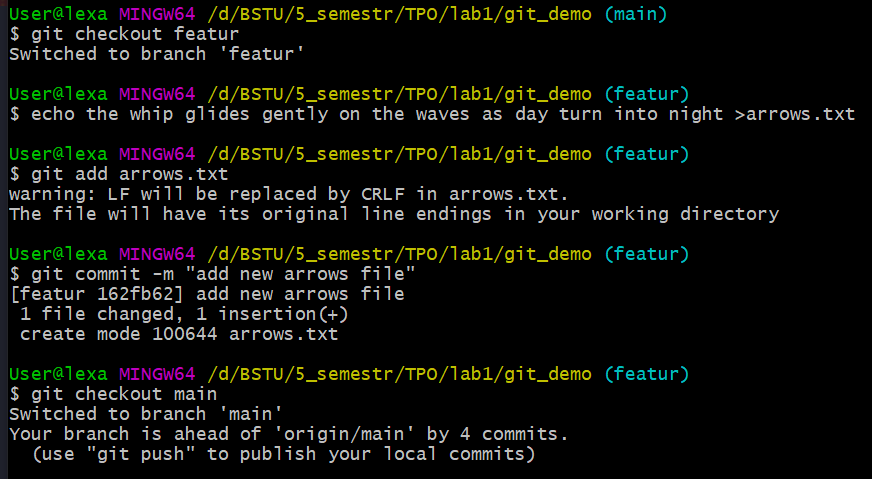 User@lexa MINGW64 /d/BSTU/5_semestr/TPO/lab1/git_demo (main)
$ git checkout featur
Switched to branch 'featur'
User@lexa MINGW64 /d/BSTU/5_semestr/TPO/lab1/git_demo (featur)
$ echo the whip glides gently on the waves as day turn into night >arrows.txt
User@lexa MINGW64 /d/BSTU/5_semestr/TPO/lab1/git_demo (featur)
$ git add arrows.txt
warning: LF will be replaced by CRLF in arrows.txt.
The file will have its original line endings in your working directory
User@lexa MINGW64 /d/BSTU/5_semestr/TPO/lab1/git_demo (featur)
$ git commit -m "add new arrows file"
[featur 162fb62] add new arrows file
 1 file changed, 1 insertion(+)
 create mode 100644 arrows.txt
User@lexa MINGW64 /d/BSTU/5_semestr/TPO/lab1/git_demo (featur)
$ git checkout main
Switched to branch 'main'
Your branch is ahead of 'origin/main' by 4 commits.
  (use "git push" to publish your local commits)